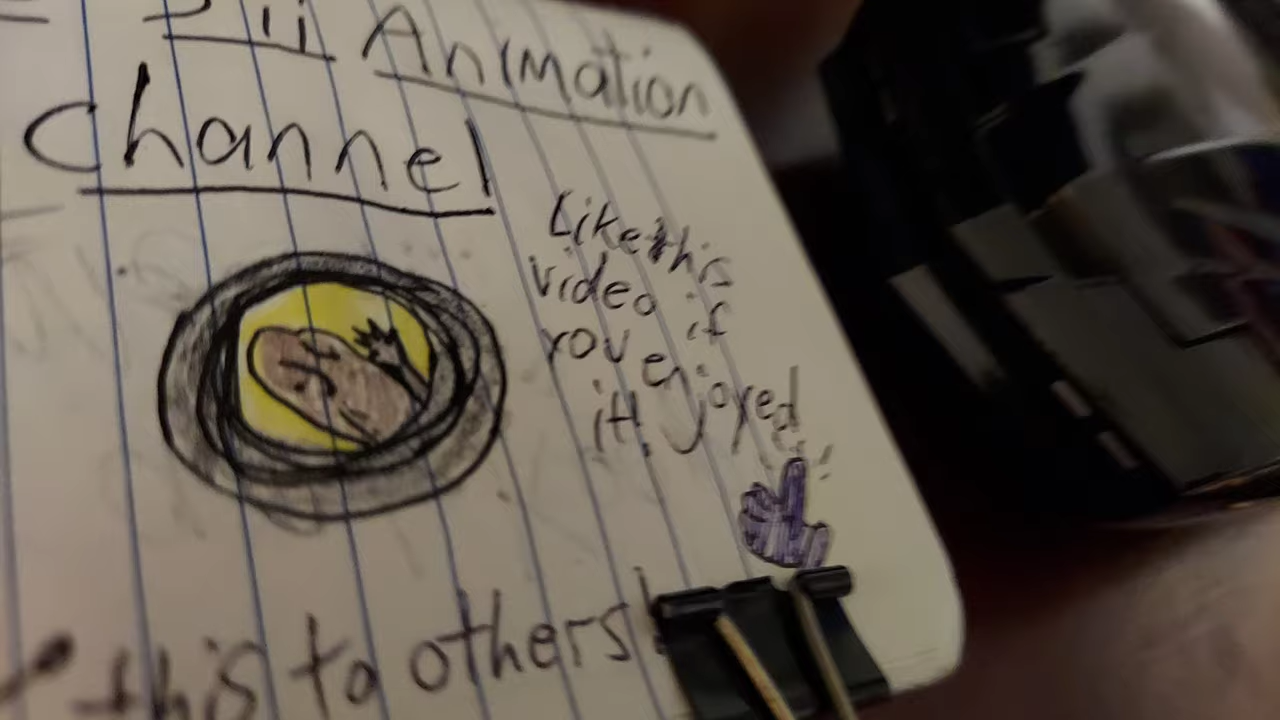 Animation
Channel
Like this
video if
you enjoyed
it!
this to others!